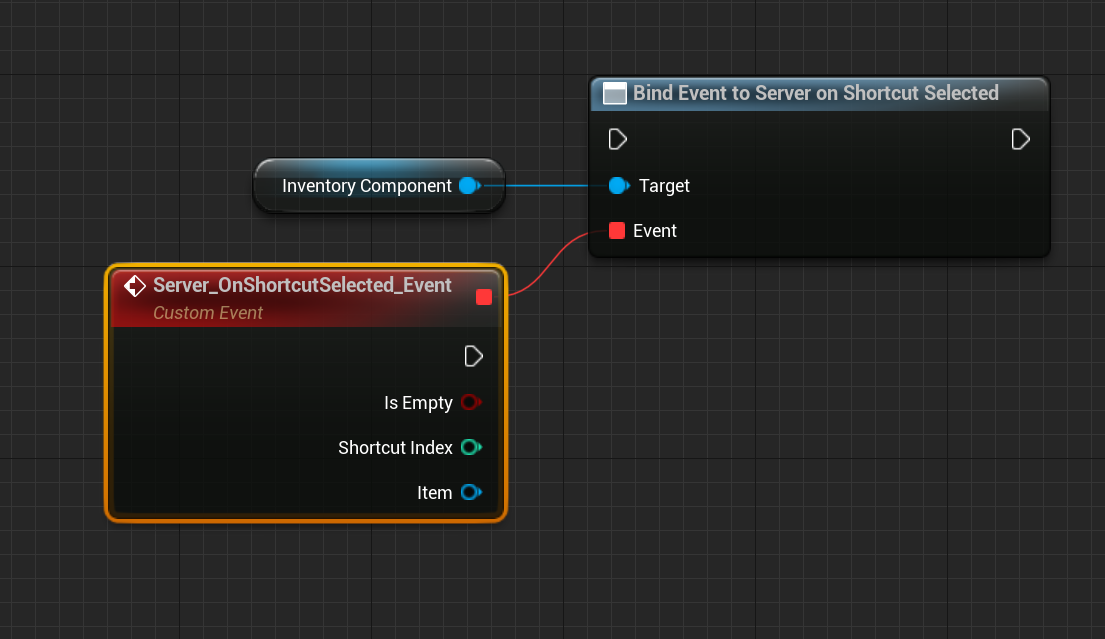 Bind Event to Server on Shortcut Selected
Inventory Component
Target
Event
Server_OnShortcutSelected_Event
Custom Event
Is Empty
Shortcut Index
Item